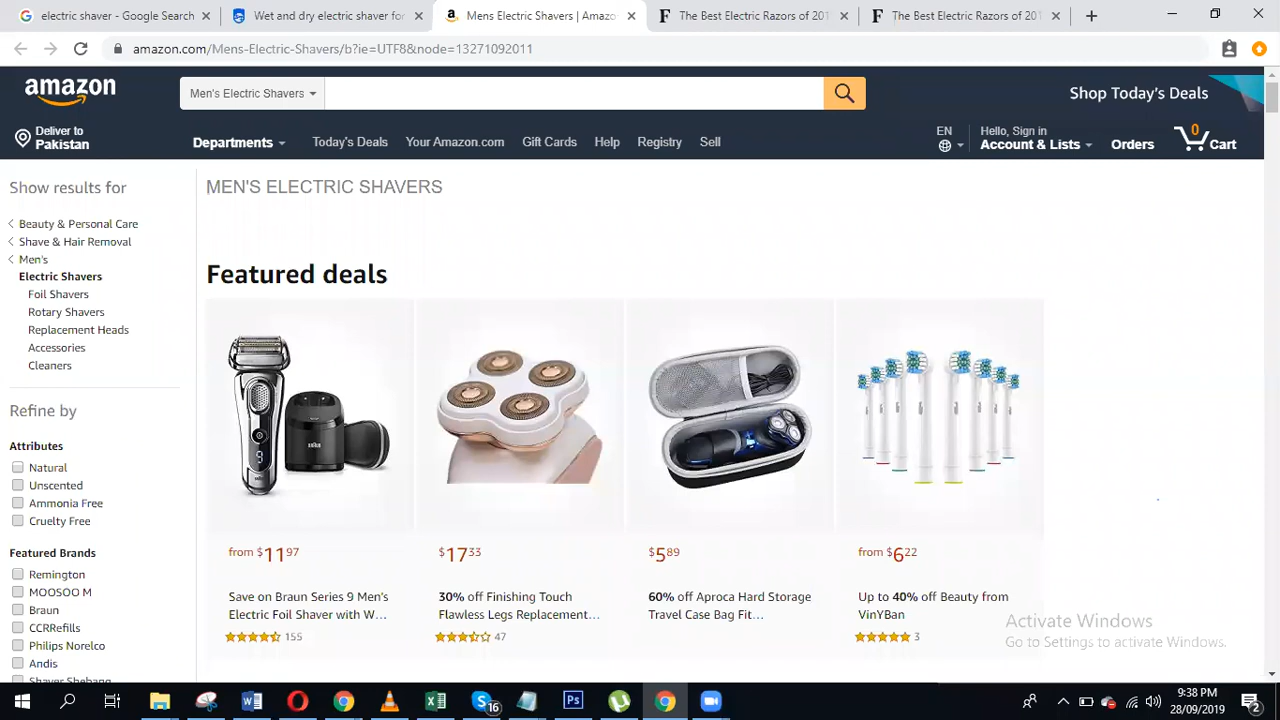 electric shaver - Google Search
Wet and dry electric shaver for
Mens Electric Shavers | Amazo
The Best Electric Razors of 201
The Best Electric Razors of 201
amazon.com/Mens-Electric-Shavers/b?ie=UTF8&node=13271092011
amazon
Men's Electric Shavers
Shop Today's Deals
Deliver to
Pakistan
Departments
Today's Deals
Your Amazon.com
Gift Cards
Help
Registry
Sell
EN
Hello, Sign in
Account & Lists
Orders
0
Cart
Show results for
Beauty & Personal Care
Shave & Hair Removal
Men's
Electric Shavers
Foil Shavers
Rotary Shavers
Replacement Heads
Accessories
Cleaners
Refine by
Attributes
Natural
Unscented
Ammonia Free
Cruelty Free
Featured Brands
Remington
MOOSOO M
Braun
CCRRefills
Philips Norelco
Andis
Shaver Shebang
MEN'S ELECTRIC SHAVERS
Featured deals
from $11 97
Save on Braun Series 9 Men's
Electric Foil Shaver with W...
155
$17 33
30% off Finishing Touch
Flawless Legs Replacement...
47
$5 89
60% off Aproca Hard Storage
Travel Case Bag Fit...
from $6 22
Up to 40% off Beauty from
VinYBan
3
Activate Windows
Go to Settings to activate Windows.
16
9:38 PM
28/09/2019
2